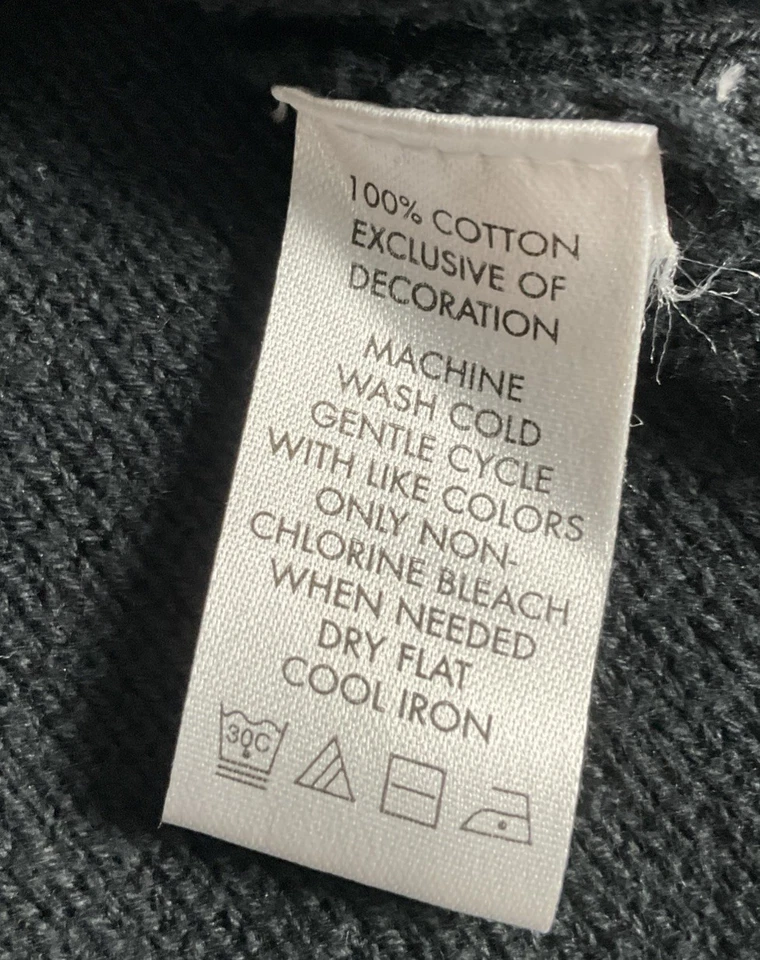 100% COTTON
EXCLUSIVE OF
DECORATION
MACHINE
WASH COLD
GENTLE CYCLE
WITH LIKE COLORS
ONLY NON-
CHLORINE BLEACH
WHEN NEEDED
DRY FLAT
COOL IRON
30C